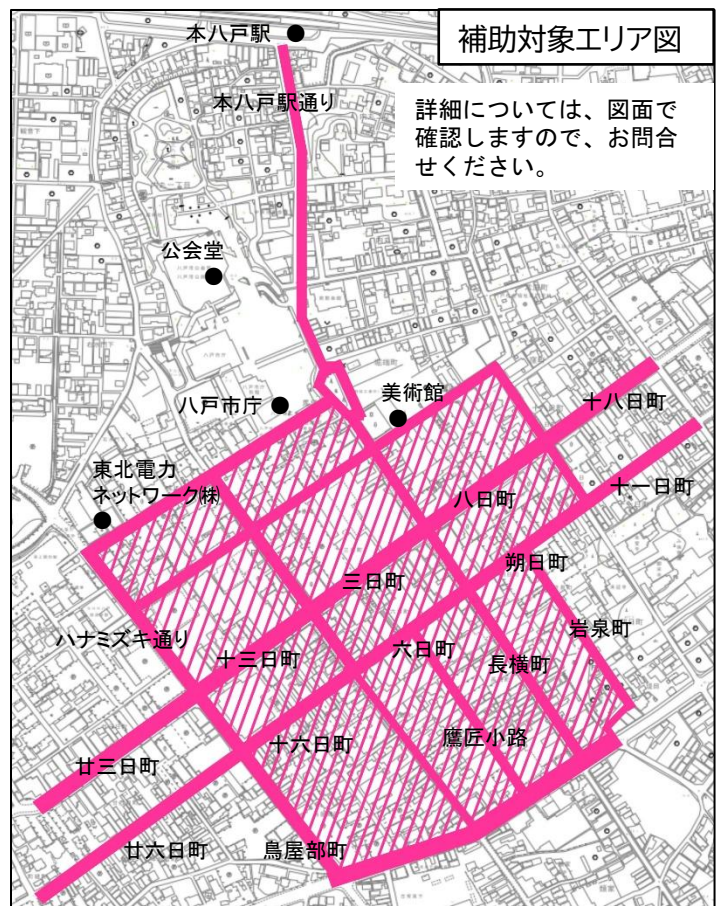 本八戸駅
補助対象エリア図
本八戸駅通り
詳細については、図面で
確認しますので、お問合
せください。
公会堂
八戸市庁
美術館
十八日町
東北電力
ネットワーク㈱
八日町
十一日町
三日町
朔日町
ハナミズキ通り
十三日町
六日町
長横町
岩泉町
十六日町
鷹匠小路
廿三日町
廿六日町
鳥屋部町